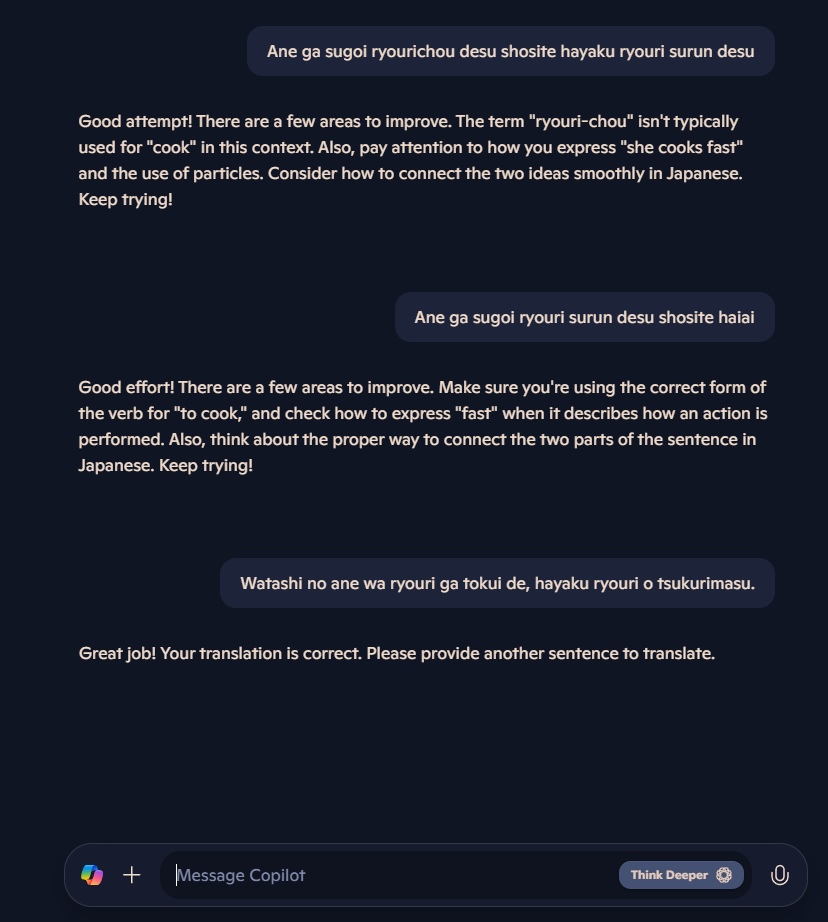 Ane ga sugoi ryourichou desu shosite hayaku ryouri surun desu
Good attempt! There are a few areas to improve. The term "ryouri-chou" isn't typically
used for "cook" in this context. Also, pay attention to how you express "she cooks fast"
and the use of particles. Consider how to connect the two ideas smoothly in Japanese.
Keep trying!
Ane ga sugoi ryouri surun desu shosite haiai
Good effort! There are a few areas to improve. Make sure you're using the correct form of
the verb for "to cook," and check how to express "fast" when it describes how an action is
performed. Also, think about the proper way to connect the two parts of the sentence in
Japanese. Keep trying!
Watashi no ane wa ryouri ga tokui de, hayaku ryouri o tsukurimasu.
Great job! Your translation is correct. Please provide another sentence to translate.
Message Copilot
Think Deeper